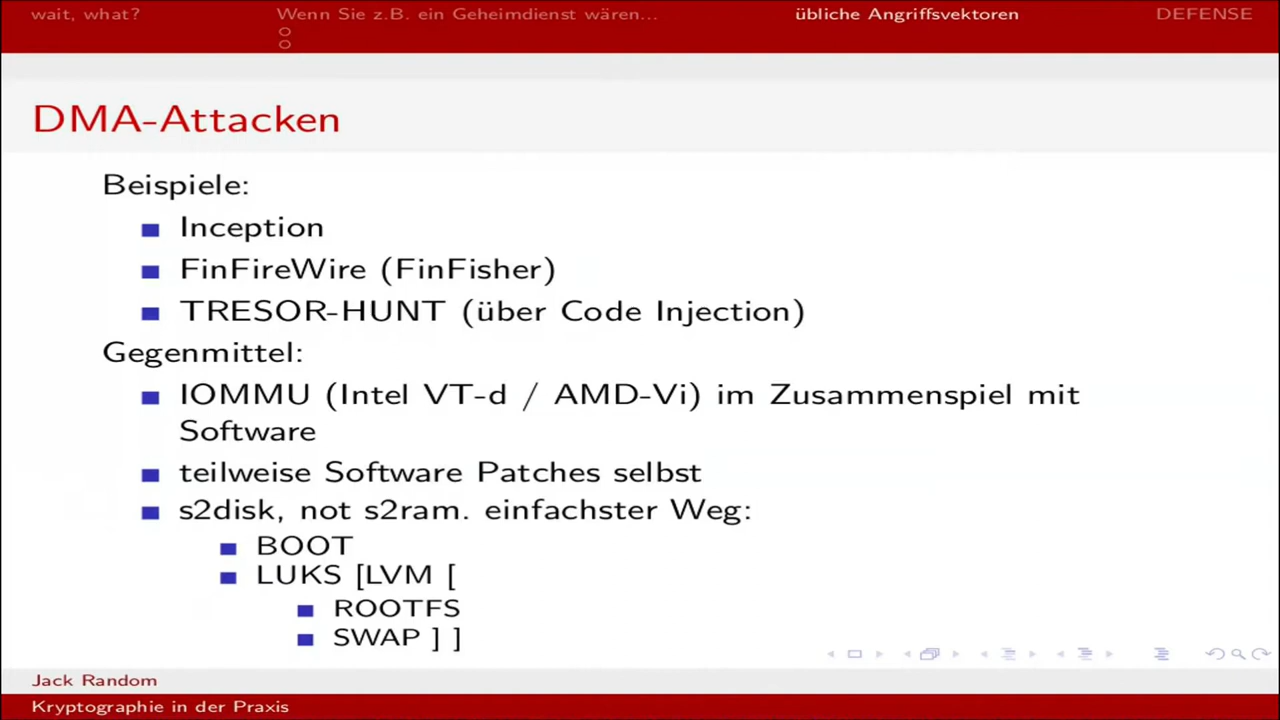 wait, what? Wenn Sie z.B. ein Geheimdienst wären... übliche Angriffsvektoren DEFENSE
DMA-Attacken
Beispiele:
Inception
FinFireWire (FinFisher)
TRESOR-HUNT (über Code Injection)
Gegenmittel:
IOMMU (Intel VT-d / AMD-Vi) im Zusammenspiel mit
Software
teilweise Software Patches selbst
s2disk, not s2ram. einfachster Weg:
BOOT
LUKS [LVM [
ROOTFS
SWAP ] ]
Jack Random
Kryptographie in der Praxis